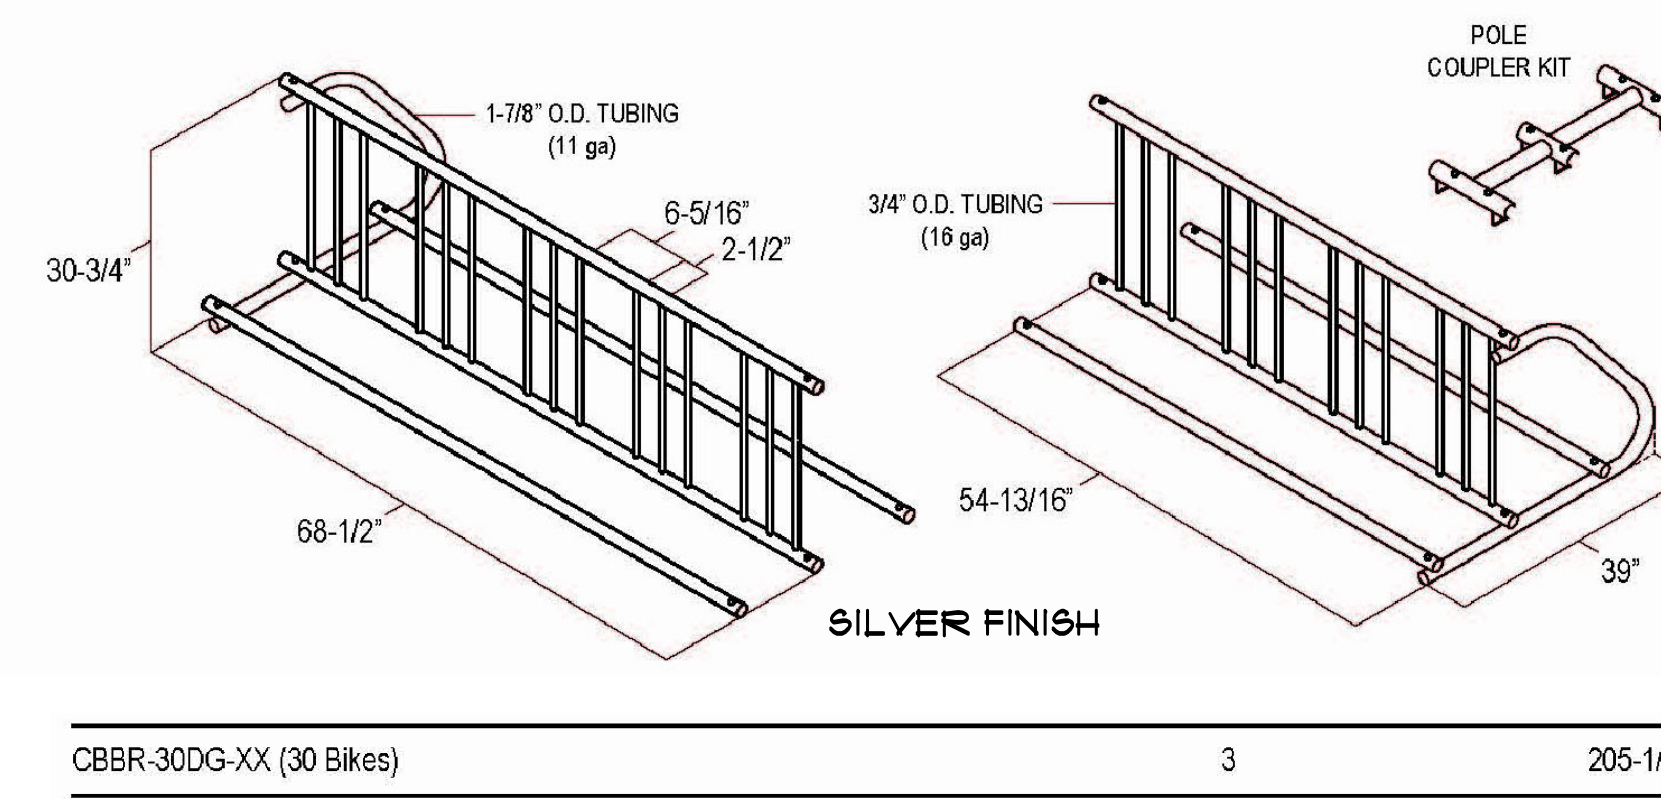 POLE
COUPLER KIT
1-7/8" O.D. TUBING
(11 ga)
6-5/16"
2-1/2"
3/4" O.D. TUBING
(16 ga)
30-3/4"
68-1/2"
54-13/16"
39"
SILVER FINISH
CBBR-30DG-XX (30 Bikes) 3 205-1/